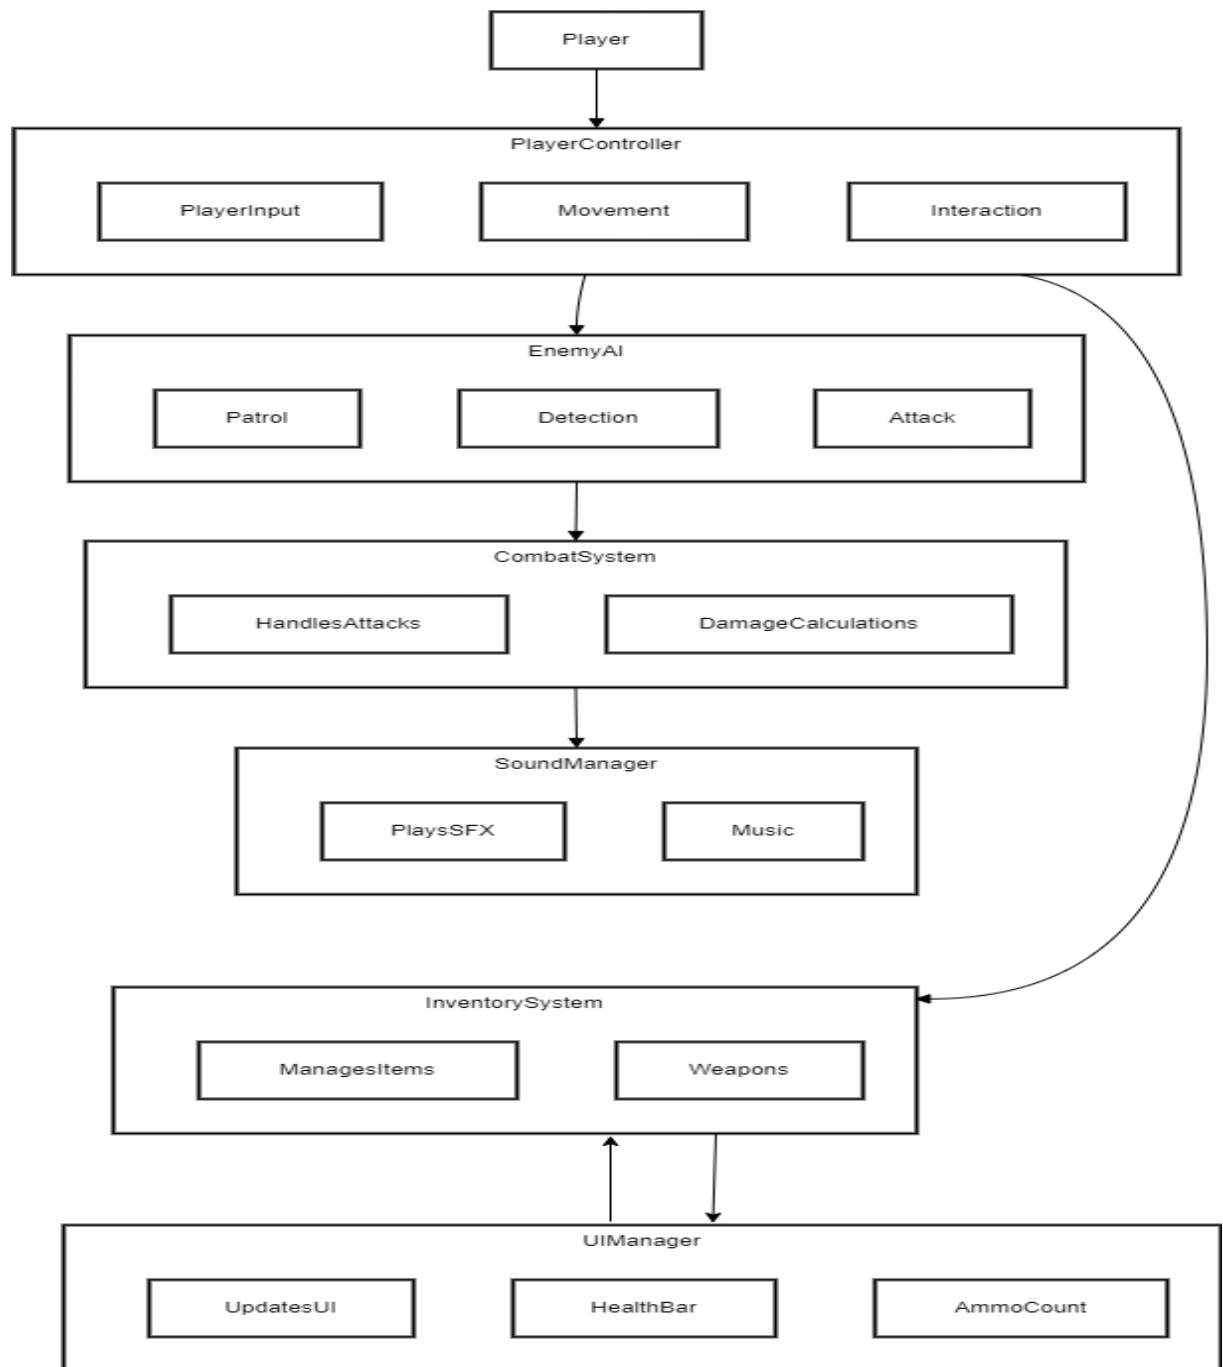 Player
PlayerController
PlayerInput
Movement
Interaction
EnemyAI
Patrol
Detection
Attack
CombatSystem
HandlesAttacks
DamageCalculations
SoundManager
PlaysSFX
Music
InventorySystem
ManagesItems
Weapons
UIManager
UpdatesUI
HealthBar
AmmoCount